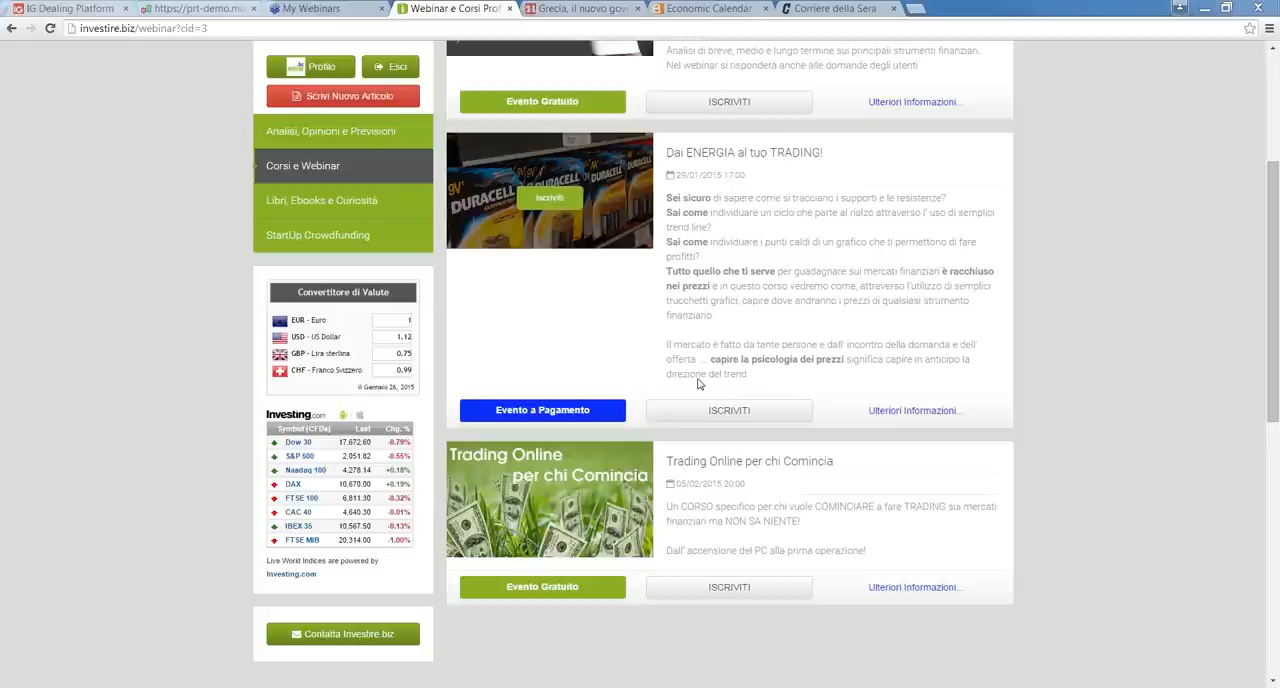 IG Dealing Platform
https://prt-demo.mo
My Webinars
Webinar e Corsi Prof
Grecia, il nuovo gove
Economic Calendar
Corriere della Sera
investire.biz/webinar?cid=3
Profilo
Esci
Scrivi Nuovo Articolo
Analisi, Opinioni e Previsioni
Corsi e Webinar
Libri, Ebooks e Curiosità
StartUp Crowdfunding
Convertitore di Valute
EUR - Euro 1
USD - US Dollar 1.12
GBP - Lira sterlina 0.75
CHF - Franco Svizzero 0.99
il Gennaio 26, 2015
Investing.com
Symbol (CFDs) Last Chg. %
Dow 30 17,672.60 -0.79%
S&P 500 2,051.82 -0.55%
Nasdaq 100 4,278.14 +0.18%
DAX 10,670.00 +0.19%
FTSE 100 6,811.30 -0.32%
CAC 40 4,640.30 -0.01%
IBEX 35 10,567.50 -0.13%
FTSE MIB 20,314.00 -1.00%
Live World Indices are powered by
Investing.com
Contatta Investire.biz
Analisi di breve, medio e lungo termine sui principali strumenti finanziari.
Nel webinar si risponderà anche alle domande degli utenti
Evento Gratuito
ISCRIVITI
Ulteriori Informazioni...
DURACELL
Iscriviti
Dai ENERGIA al tuo TRADING!
29/01/2015 17:00
Sei sicuro di sapere come si tracciano i supporti e le resistenze?
Sai come individuare un ciclo che parte al rialzo attraverso l' uso di semplici
trend line?
Sai come individuare i punti caldi di un grafico che ti permettono di fare
profitti?
Tutto quello che ti serve per guadagnare sui mercati finanziari è racchiuso
nei prezzi e in questo corso vedremo come, attraverso l'utilizzo di semplici
trucchetti grafici, capire dove andranno i prezzi di qualsiasi strumento
finanziario.
Il mercato è fatto da tante persone e dall' incontro della domanda e dell'
offerta ... capire la psicologia dei prezzi significa capire in anticipo la
direzione del trend.
Evento a Pagamento
ISCRIVITI
Ulteriori Informazioni...
Trading Online
per chi Comincia
Trading Online per chi Comincia
05/02/2015 20:00
Un CORSO specifico per chi vuole COMINCIARE a fare TRADING sui mercati
finanziari ma NON SA NIENTE!
Dall' accensione del PC alla prima operazione!
Evento Gratuito
ISCRIVITI
Ulteriori Informazioni...